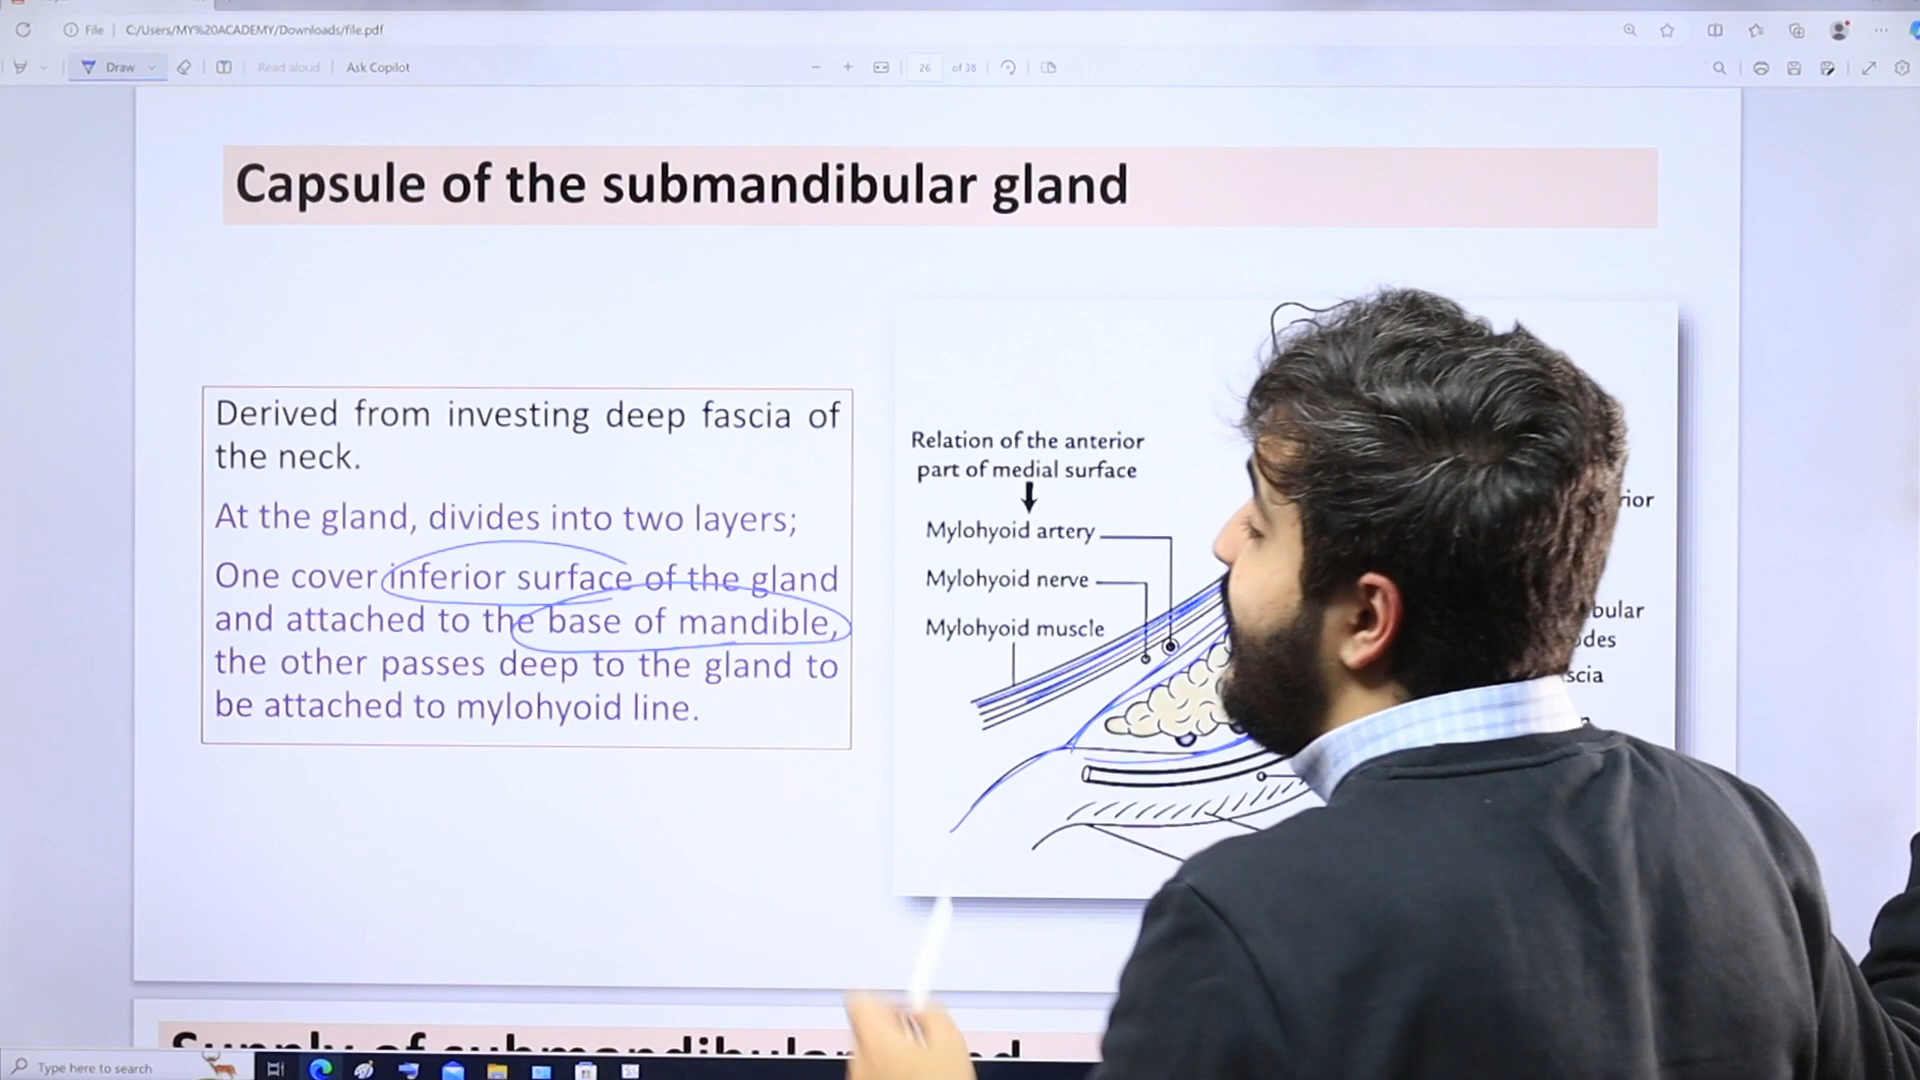 File
C:/Users/MY%20ACADEMY/Downloads/file.pdf
Draw
Read aloud
Ask Copilot
26
of 38
Capsule of the submandibular gland
Derived from investing deep fascia of
the neck.
At the gland, divides into two layers;
One cover inferior surface of the gland
and attached to the base of mandible,
the other passes deep to the gland to
be attached to mylohyoid line.
Relation of the anterior
part of medial surface
Mylohyoid artery
Mylohyoid nerve
Mylohyoid muscle
Supply of submandibular
Type here to search